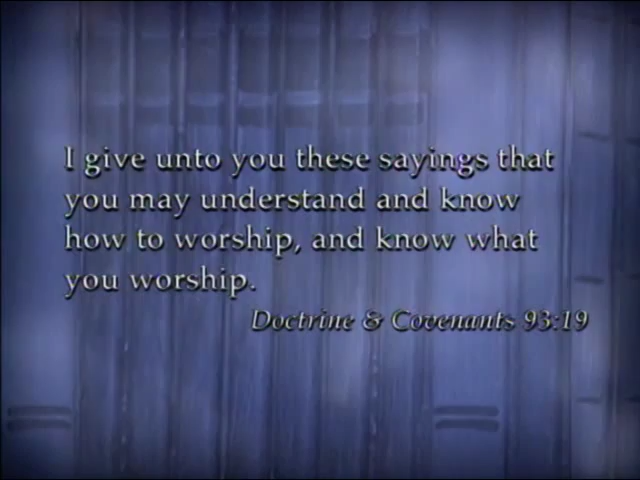 I give unto you these sayings that
you may understand and know
how to worship, and know what
you worship.
Doctrine & Covenants 93:19